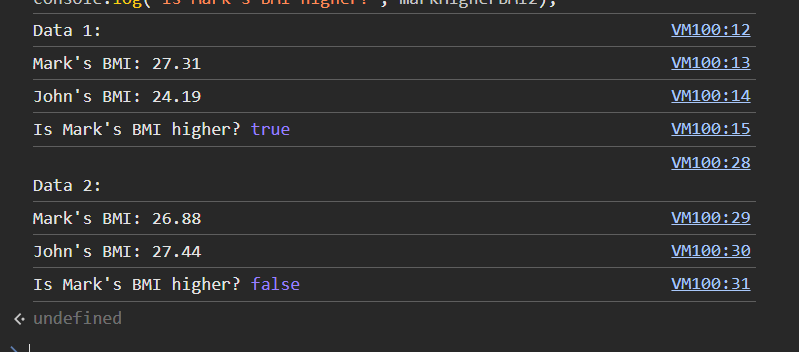 console.log("Is Mark's BMI higher?", markHigherBMI2);
Data 1: VM100:12
Mark's BMI: 27.31 VM100:13
John's BMI: 24.19 VM100:14
Is Mark's BMI higher? true VM100:15
VM100:28
Data 2:
Mark's BMI: 26.88 VM100:29
John's BMI: 27.44 VM100:30
Is Mark's BMI higher? false VM100:31
undefined